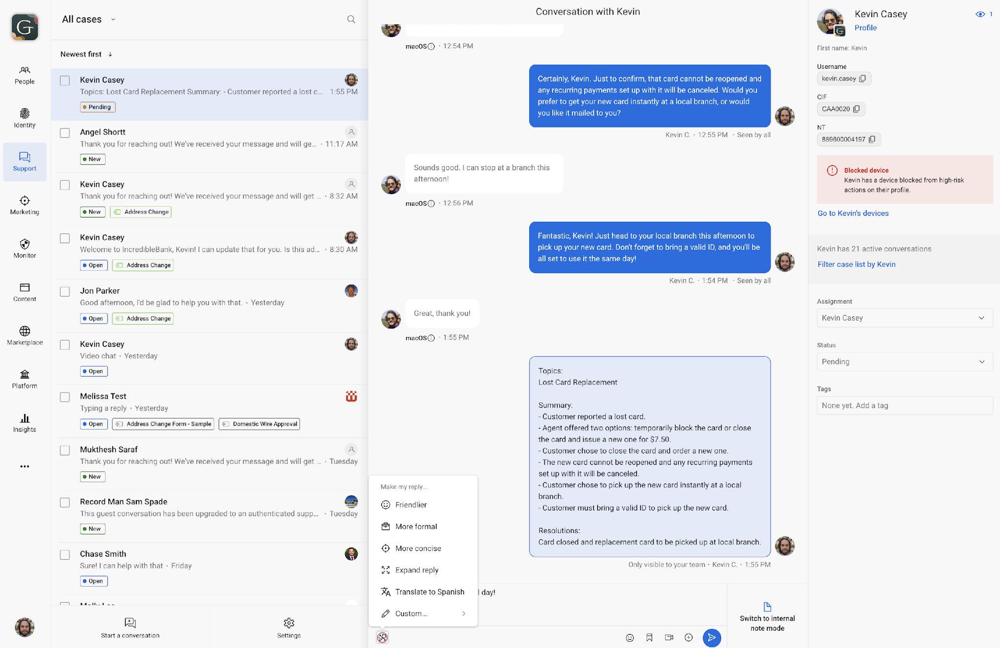 G
People
Identity
Support
Marketing
Monitor
Content
Marketplace
Platform
Insights
All cases
Newest first
Kevin Casey
Topics: Lost Card Replacement Summary: - Customer reported a lost c... 1:55 PM
Pending
Angel Shortt
Thank you for reaching out! We've received your message and will ge... • 11:17 AM
New
Kevin Casey
Thank you for reaching out! We've received your message and will get ... • 8:32 AM
New Address Change
Kevin Casey
Welcome to IncredibleBank, Kevin! I can update that for you. Is this ad... • 8:30 AM
Open Address Change
Jon Parker
Good afternoon, I'd be glad to help you with that. • Yesterday
Open Address Change
Kevin Casey
Video chat • Yesterday
Open
Melissa Test
Typing a reply • Yesterday
Open Address Change Form - Sample Domestic Wire Approval
Mukthesh Saraf
Thank you for reaching out! We've received your message and will get ... • Tuesday
New
Record Man Sam Spade
This guest conversation has been upgraded to an authenticated supp... • Tuesday
New
Chase Smith
Sure! I can help with that • Friday
Open
Start a conversation
Settings
Conversation with Kevin
macOS · 12:54 PM
Certainly, Kevin. Just to confirm, that card cannot be reopened and
any recurring payments set up with it will be canceled. Would you
prefer to get your new card instantly at a local branch, or would
you like it mailed to you?
Kevin C. · 12:55 PM · Seen by all
Sounds good. I can stop at a branch this
afternoon!
macOS · 12:56 PM
Fantastic, Kevin! Just head to your local branch this afternoon to
pick up your new card. Don't forget to bring a valid ID, and you'll be
all set to use it the same day!
Kevin C. · 1:54 PM · Seen by all
Great, thank you!
macOS · 1:55 PM
Topics:
Lost Card Replacement
Summary:
- Customer reported a lost card.
- Agent offered two options: temporarily block the card or close
the card and issue a new one for $7.50.
- Customer chose to close the card and order a new one.
- The new card cannot be reopened and any recurring payments
set up with it will be canceled.
- Customer chose to pick up the new card instantly at a local
branch.
- Customer must bring a valid ID to pick up the new card.
Resolutions:
Card closed and replacement card to be picked up at local branch.
Only visible to your team • Kevin C. • 1:55 PM
Make my reply...
Friendlier
More formal
More concise
Expand reply
Translate to Spanish
Custom...
day!
Switch to internal
note mode
Kevin Casey
1
Profile
G
First name: Kevin
Username
kevin.casey
CIF
CAA0020
NT
889600004197
Blocked device
Kevin has a device blocked from high-risk
actions on their profile.
Go to Kevin's devices
Kevin has 21 active conversations
Filter case list by Kevin
Assignment
Kevin Casey
Status
Pending
Tags
None yet. Add a tag